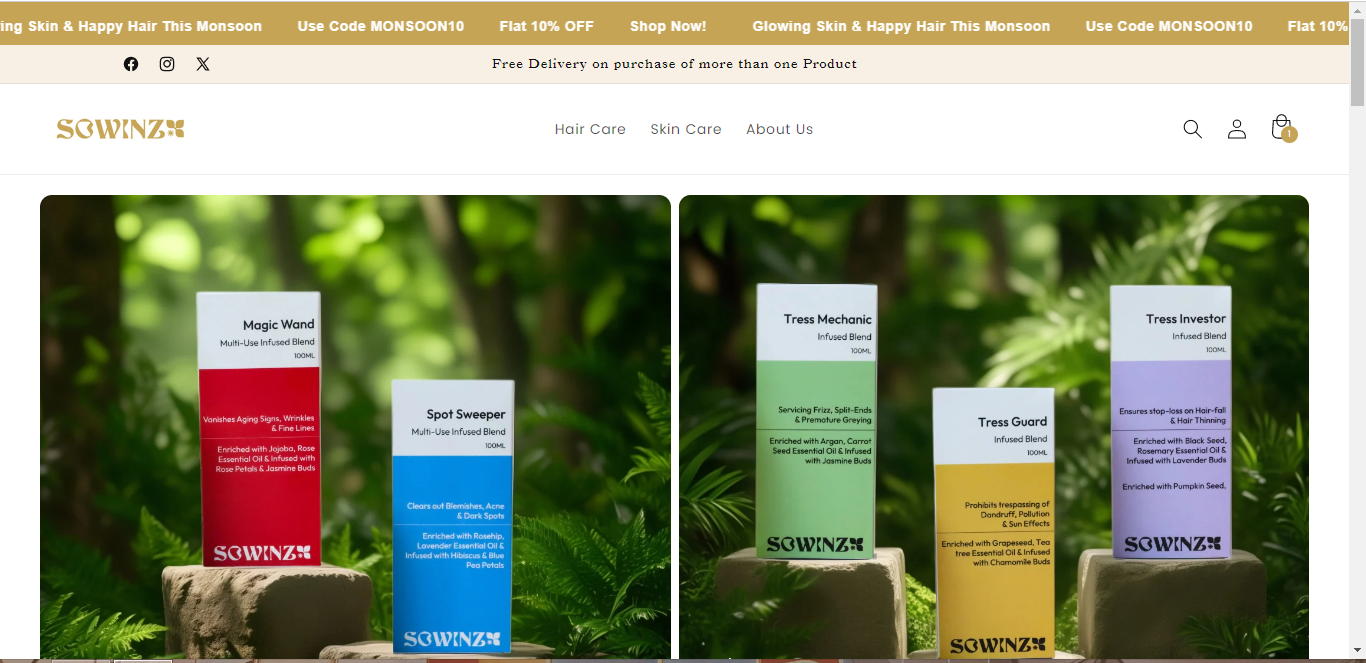 ing Skin & Happy Hair This Monsoon Use Code MONSOON10 Flat 10% OFF Shop Now! Glowing Skin & Happy Hair This Monsoon Use Code MONSOON10 Flat 10%
Free Delivery on purchase of more than one Product
SOWINZ
Hair Care Skin Care About Us
1
Magic Wand
Multi-Use Infused Blend
100ML
Vanishes Aging Signs, Wrinkles
& Fine Lines
Enriched with Jojoba, Rose
Essential Oil & Infused with
Rose Petals & Jasmine Buds
SOWINZ
Spot Sweeper
Multi-Use Infused Blend
100ML
Clears out Blemishes, Acne
& Dark Spots
Enriched with Rosehip,
Lavender Essential Oil &
Infused with Hibiscus & Blue
Pea Petals
SOWINZ
Tress Mechanic
Infused Blend
100ML
Servicing Frizz, Split-Ends
& Premature Greying
Enriched with Argan, Carrot
Seed Essential Oil & Infused
with Jasmine Buds
SOWINZ
Tress Guard
Infused Blend
100ML
Prohibits trespassing of
Dandruff, Pollution
& Sun Effects
Enriched with Grapeseed, Tea
tree Essential Oil & Infused
with Chamomile Buds
SOWINZ
Tress Investor
Infused Blend
100ML
Ensures stop-loss on Hair-fall
& Hair Thinning
Enriched with Black Seed,
Rosemary Essential Oil &
Infused with Lavender Buds
Enriched with Pumpkin Seed,
SOWINZ